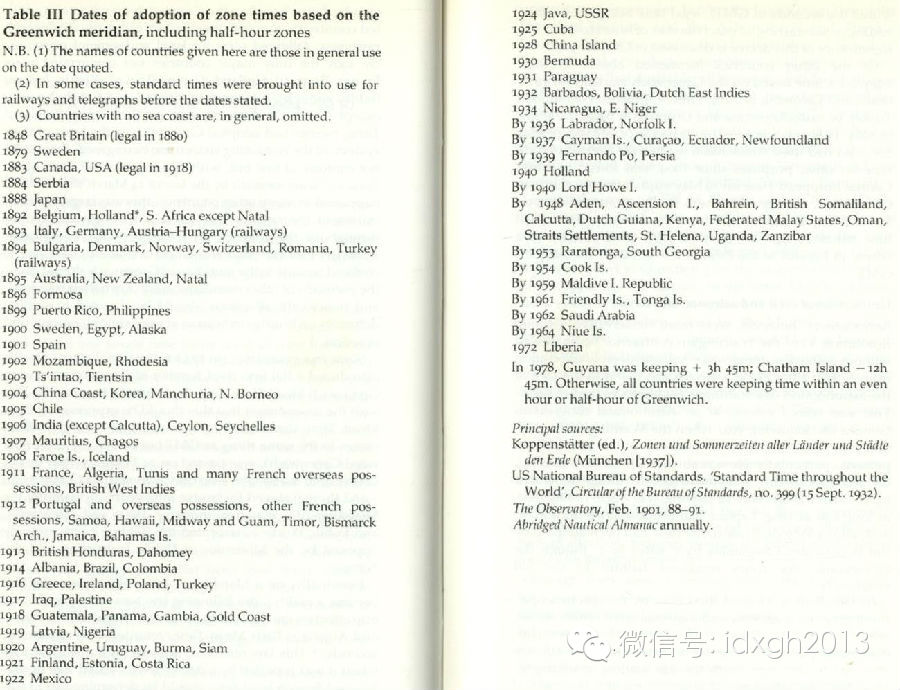 Table III Dates of adoption of zone times based on the
Greenwich meridian, including half-hour zones
N.B. (1) The names of countries given here are those in general use
on the date quoted.
(2) In some cases, standard times were brought into use for
railways and telegraphs before the dates stated.
(3) Countries with no sea coast are, in general, omitted.
1848 Great Britain (legal in 1880)
1879 Sweden
1883 Canada, USA (legal in 1918)
1884 Serbia
1888 Japan
1892 Belgium, Holland*, S. Africa except Natal
1893 Italy, Germany, Austria–Hungary (railways)
1894 Bulgaria, Denmark, Norway, Switzerland, Romania, Turkey
(railways)
1895 Australia, New Zealand, Natal
1896 Formosa
1899 Puerto Rico, Philippines
1900 Sweden, Egypt, Alaska
1901 Spain
1902 Mozambique, Rhodesia
1903 Ts'intao, Tientsin
1904 China Coast, Korea, Manchuria, N. Borneo
1905 Chile
1906 India (except Calcutta), Ceylon, Seychelles
1907 Mauritius, Chagos
1908 Faroe Is., Iceland
1911 France, Algeria, Tunis and many French overseas pos-
sessions, British West Indies
1912 Portugal and overseas possessions, other French pos-
sessions, Samoa, Hawaii, Midway and Guam, Timor, Bismarck
Arch., Jamaica, Bahamas Is.
1913 British Honduras, Dahomey
1914 Albania, Brazil, Colombia
1916 Greece, Ireland, Poland, Turkey
1917 Iraq, Palestine
1918 Guatemala, Panama, Gambia, Gold Coast
1919 Latvia, Nigeria
1920 Argentine, Uruguay, Burma, Siam
1921 Finland, Estonia, Costa Rica
1922 Mexico
1924 Java, USSR
1925 Cuba
1928 China Island
1930 Bermuda
1931 Paraguay
1932 Barbados, Bolivia, Dutch East Indies
1934 Nicaragua, E. Niger
By 1936 Labrador, Norfolk I.
By 1937 Cayman Is., Curaçao, Ecuador, Newfoundland
By 1939 Fernando Po, Persia
1940 Holland
By 1940 Lord Howe I.
By 1948 Aden, Ascension I., Bahrein, British Somaliland,
Calcutta, Dutch Guiana, Kenya, Federated Malay States, Oman,
Straits Settlements, St. Helena, Uganda, Zanzibar
By 1953 Raratonga, South Georgia
By 1954 Cook Is.
By 1959 Maldive I. Republic
By 1961 Friendly Is., Tonga Is.
By 1962 Saudi Arabia
By 1964 Niue Is.
1972 Liberia
In 1978, Guyana was keeping + 3h 45m; Chatham Island – 12h
45m. Otherwise, all countries were keeping time within an even
hour or half-hour of Greenwich.
Principal sources:
Koppenstätter (ed.), Zonen und Sommerzeiten aller Länder und Städte
den Erde (München [1937]).
US National Bureau of Standards. 'Standard Time throughout the
World', Circular of the Bureau of Standards, no. 399 (15 Sept. 1932).
The Observatory, Feb. 1901, 88–91.
Abridged Nautical Almanac annually.
微信号: idxgh2013